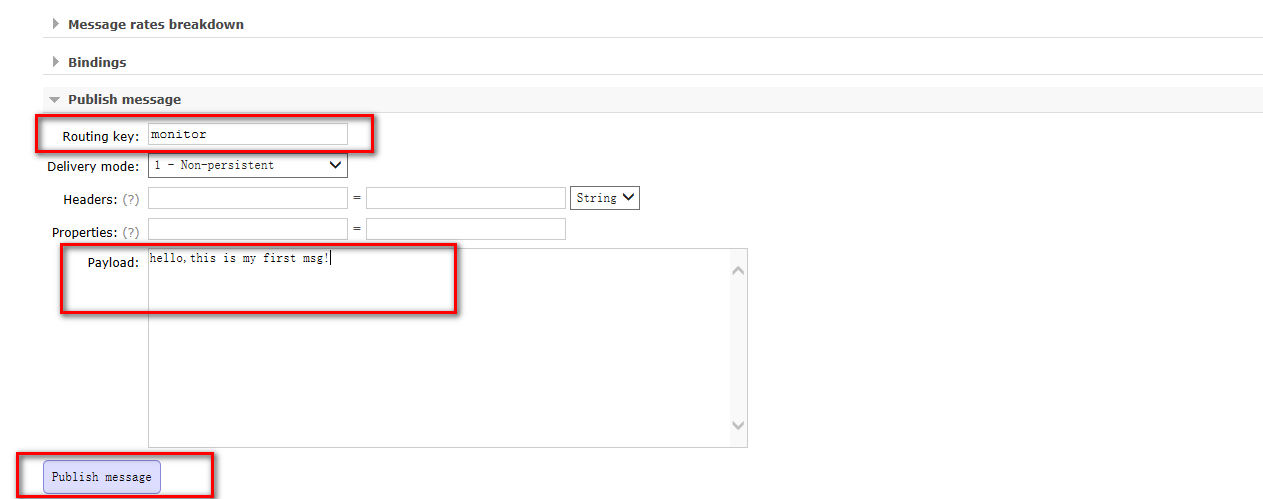 Message rates breakdown
Bindings
Publish message
Routing key: monitor
Delivery mode: 1 - Non-persistent
Headers: (?) = String
Properties: (?) =
Payload: hello,this is my first msg!
Publish message